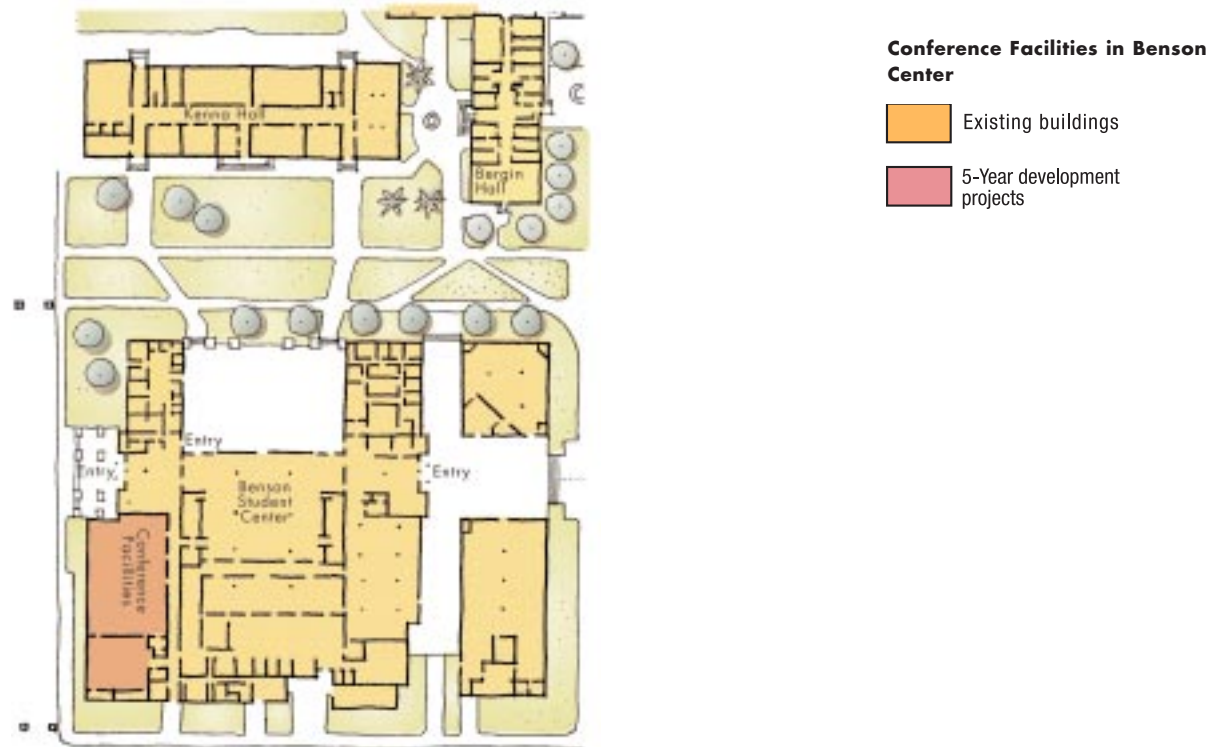 Conference Facilities in Benson
Center
Existing buildings
5-Year development
projects
Kenna Hall
Bergin
Hall
Entry
Entry
Entry
Benson
Student
Center
Conference
Facilities